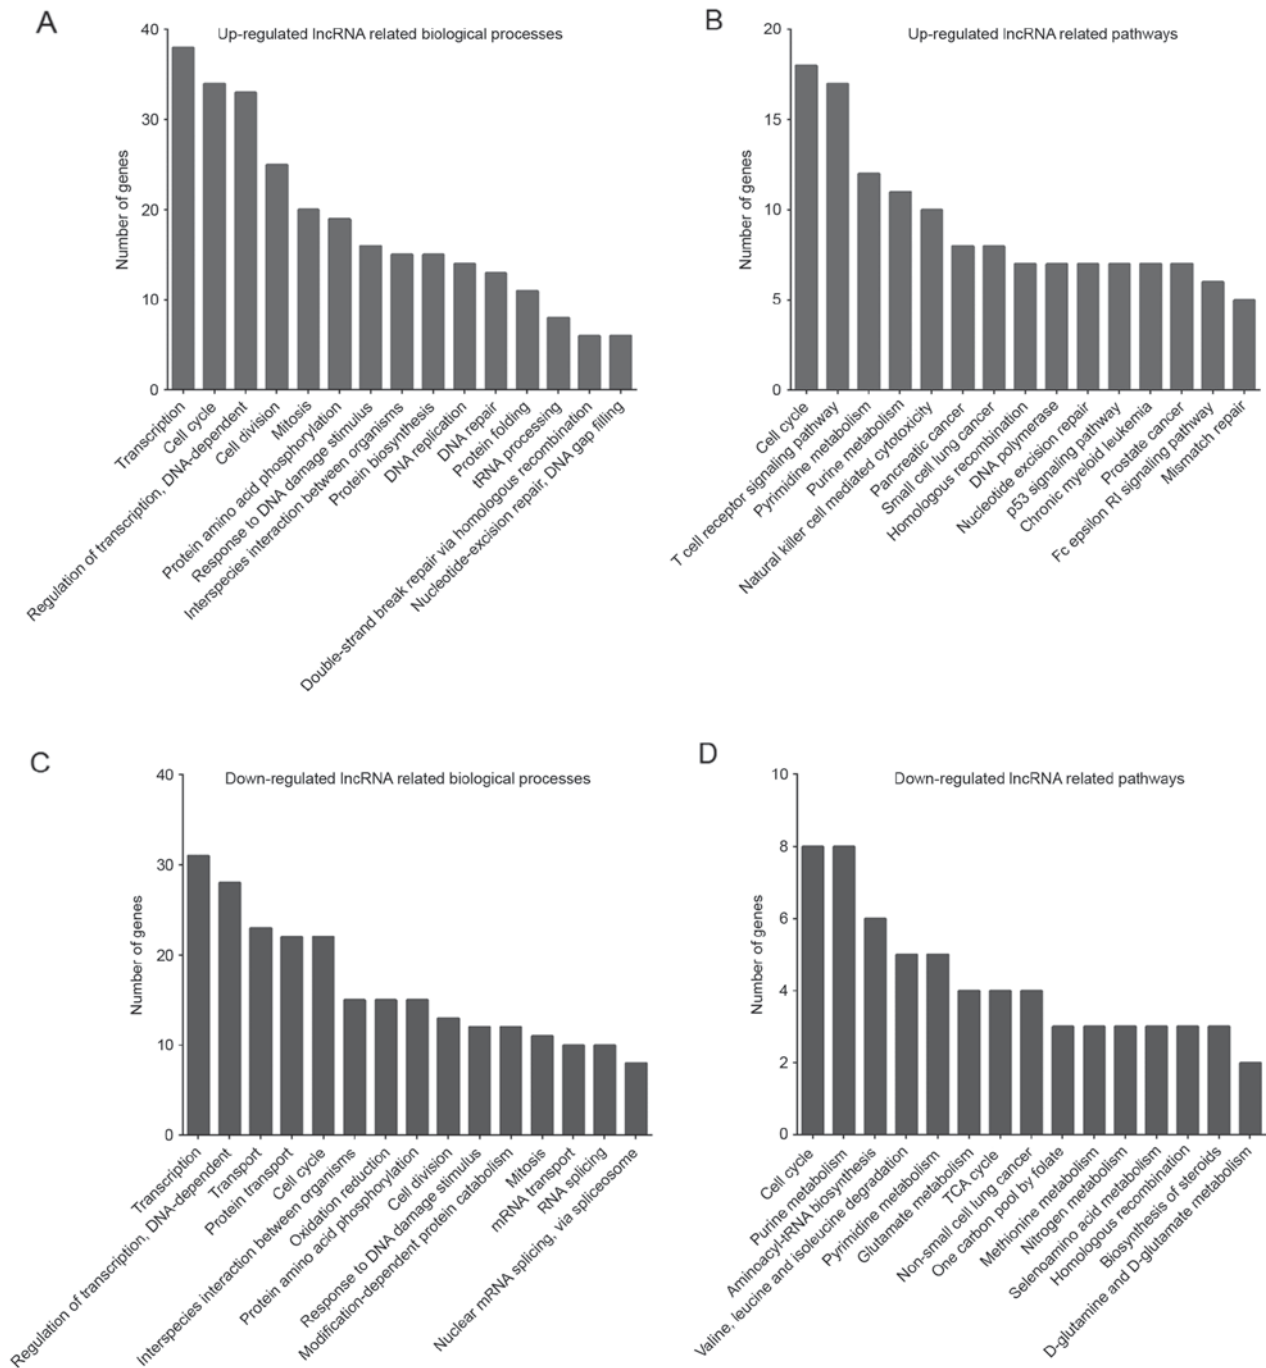 A
Up-regulated lncRNA related biological processes
Number of genes
40
30
20
10
0
Transcription
Cell cycle
Regulation of transcription, DNA-dependent
Cell division
Mitosis
Protein amino acid phosphorylation
Response to DNA damage stimulus
Interspecies interaction between organisms
Protein biosynthesis
DNA replication
DNA repair
Protein folding
tRNA processing
Double-strand break repair via homologous recombination
Nucleotide-excision repair, DNA gap filling
B
Up-regulated lncRNA related pathways
Number of genes
20
15
10
5
0
Cell cycle
T cell receptor signaling pathway
Pyrimidine metabolism
Purine metabolism
Natural killer cell mediated cytotoxicity
Pancreatic cancer
Small cell lung cancer
Homologous recombination
DNA polymerase
Nucleotide excision repair
p53 signaling pathway
Chronic myeloid leukemia
Prostate cancer
Fc epsilon RI signaling pathway
Mismatch repair
C
Down-regulated lncRNA related biological processes
Number of genes
40
30
20
10
0
Transcription
Regulation of transcription, DNA-dependent
Transport
Protein transport
Cell cycle
Interspecies interaction between organisms
Oxidation reduction
Protein amino acid phosphorylation
Cell division
Response to DNA damage stimulus
Modification-dependent protein catabolism
Mitosis
mRNA transport
RNA splicing
Nuclear mRNA splicing, via spliceosome
D
Down-regulated lncRNA related pathways
Number of genes
10
8
6
4
2
0
Cell cycle
Purine metabolism
Aminoacyl-tRNA biosynthesis
Valine, leucine and isoleucine degradation
Pyrimidine metabolism
Glutamate metabolism
TCA cycle
Non-small cell lung cancer
One carbon pool by folate
Methionine metabolism
Nitrogen metabolism
Selenoamino acid metabolism
Homologous recombination
Biosynthesis of steroids
D-glutamine and D-glutamate metabolism